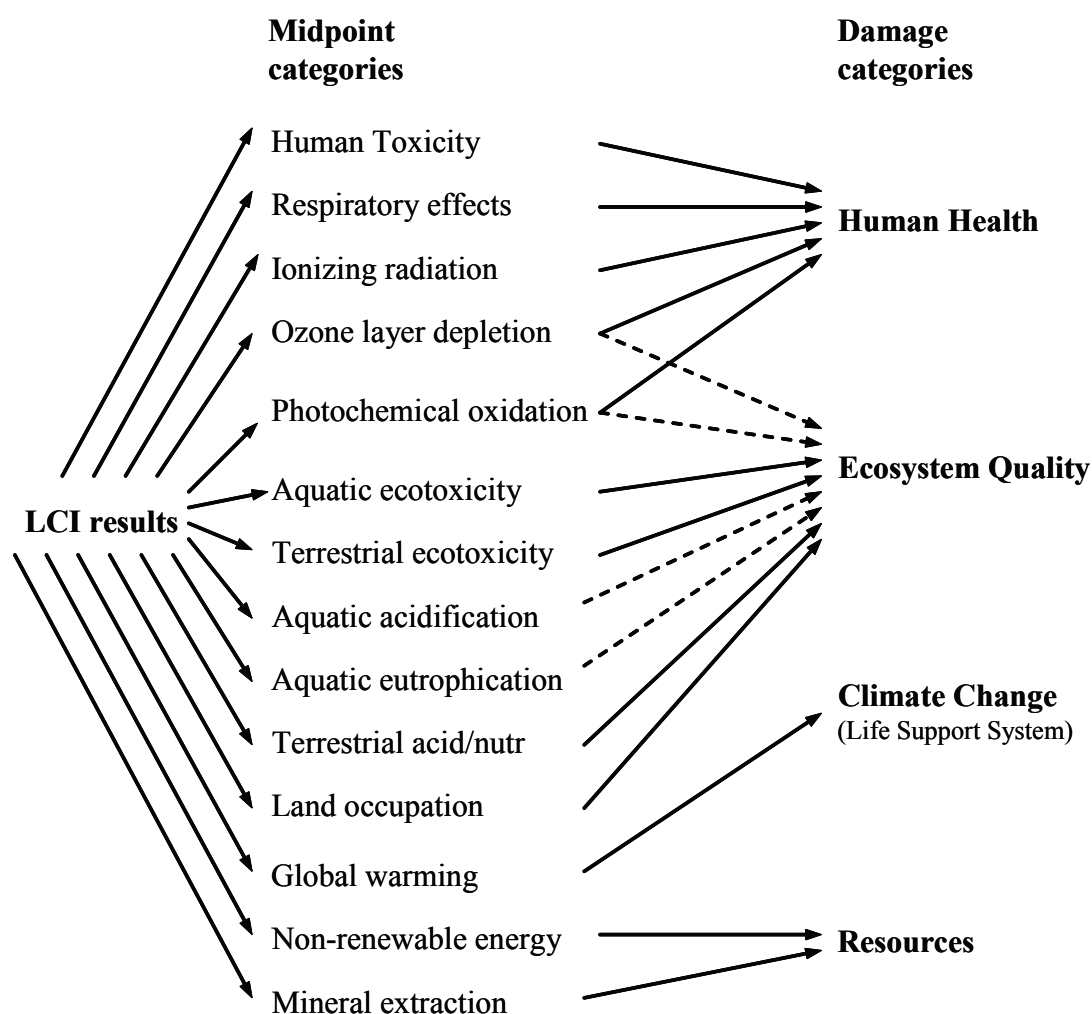 Midpoint
categories
Damage
categories
Human Toxicity
Respiratory effects
Human Health
Ionizing radiation
Ozone layer depletion
Photochemical oxidation
Ecosystem Quality
Aquatic ecotoxicity
LCI results
Terrestrial ecotoxicity
Aquatic acidification
Aquatic eutrophication
Climate Change
(Life Support System)
Terrestrial acid/nutr
Land occupation
Global warming
Non-renewable energy
Resources
Mineral extraction